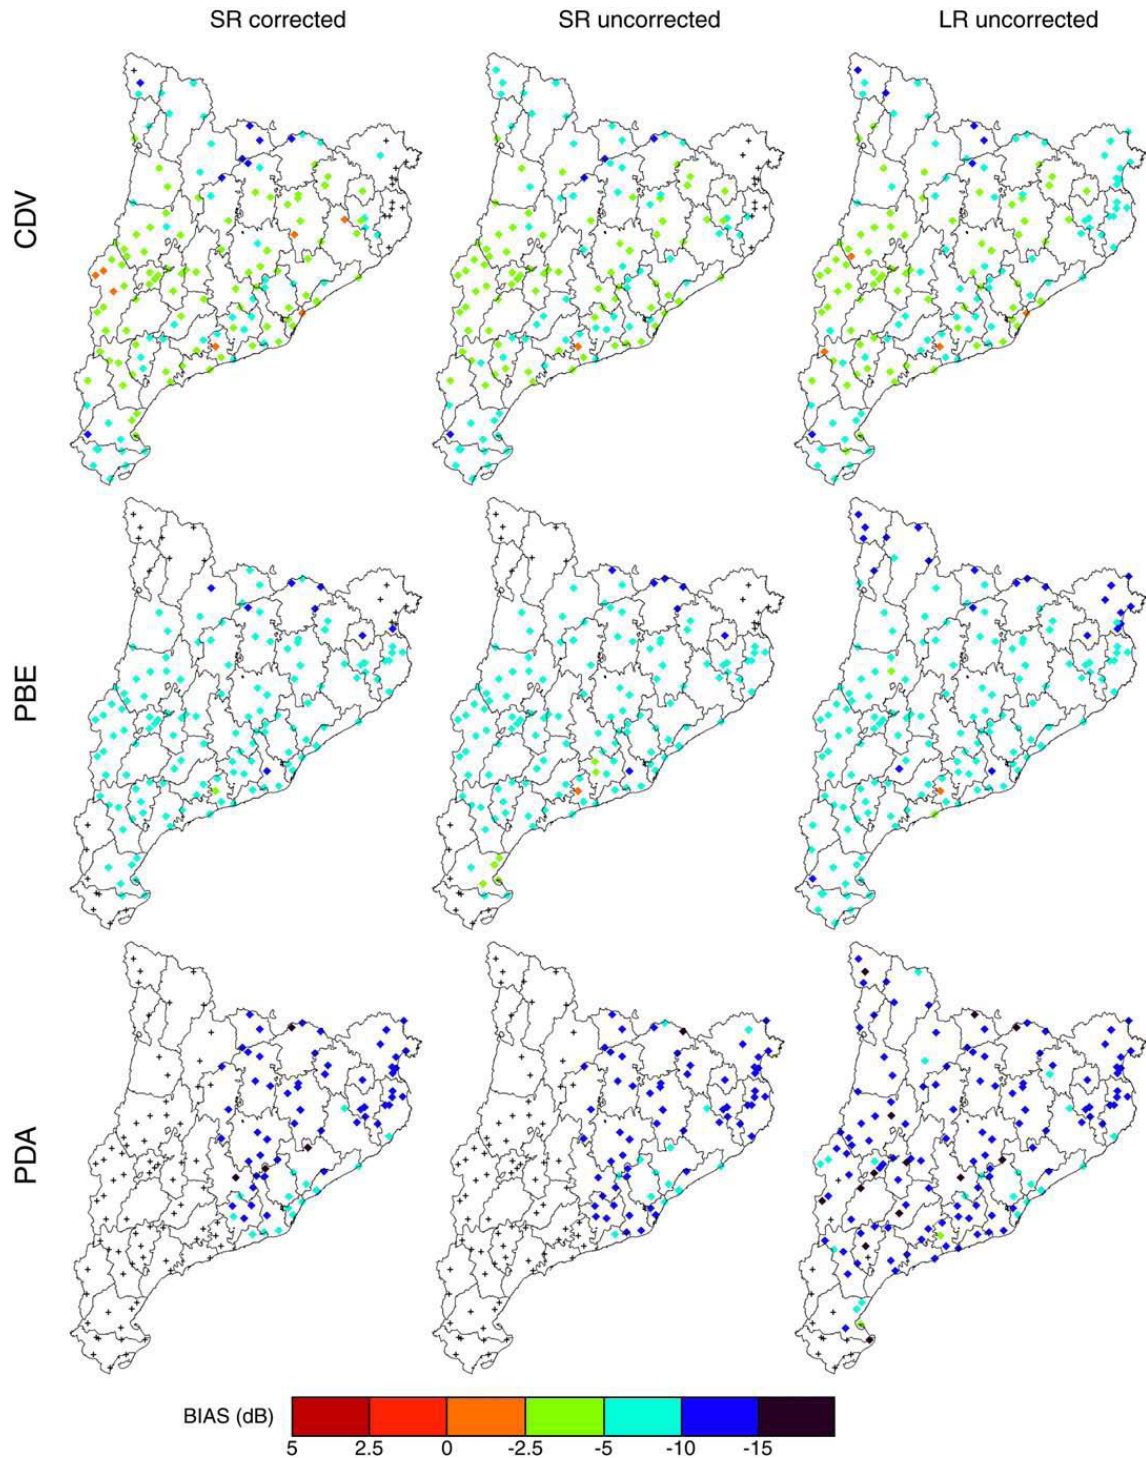 SR corrected SR uncorrected LR uncorrected
CDV
PBE
PDA
BIAS (dB)
5 2.5 0 -2.5 -5 -10 -15